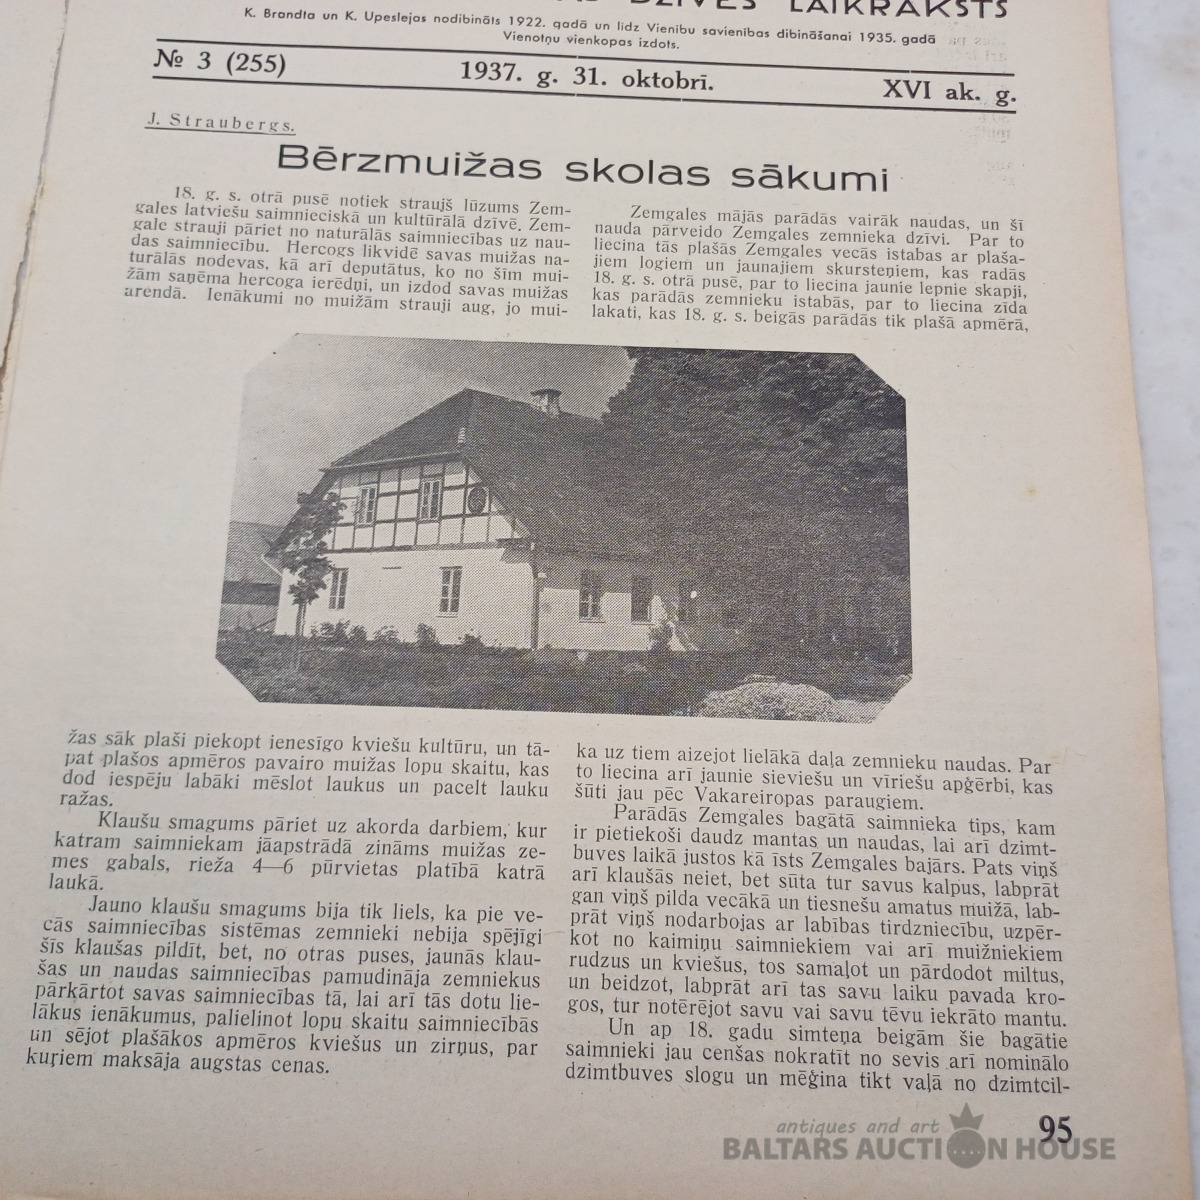 DZĪVES LAIKRAKSTS
K. Brandta un K. Upeslejas nodibināts 1922. gadā un līdz Vienību savienības dibināšanai 1935. gadā
Vienotņu vienkopas izdots.
№ 3 (255)
1937. g. 31. oktobrī.
XVI ak. g.
J. Straubergs.
Bērzmuižas skolas sākumi
18. g. s. otrā pusē notiek straujš lūzums Zem-
gales latviešu saimnieciskā un kultūrālā dzīvē. Zem-
gale strauji pāriet no naturālās saimniecības uz nau-
das saimniecību. Hercogs likvidē savas muižas na-
turālās nodevas, kā arī deputātus, ko no šīm mui-
žām saņēma hercoga ierēdņi, un izdod savas muižas
arendā. Ienākumi no muižām strauji aug, jo mui-
Zemgales mājās parādās vairāk naudas, un šī
nauda pārveido Zemgales zemnieka dzīvi. Par to
liecina tās plašās Zemgales vecās istabas ar plaša-
jiem logiem un jaunajiem skursteņiem, kas radās
18. g. s. otrā pusē, par to liecina jaunie lepnie skapji,
kas parādās zemnieku istabās, par to liecina zīda
lakati, kas 18. g. s. beigās parādās tik plašā apmērā,
žas sāk plaši piekopt ienesīgo kviešu kultūru, un tā-
pat plašos apmēros pavairo muižas lopu skaitu, kas
dod iespēju labāki mēslot laukus un pacelt lauku
ražas.
Klaušu smagums pāriet uz akorda darbiem, kur
katram saimniekam jāapstrādā zināms muižas ze-
mes gabals, rieža 4—6 pūrvietas platībā katrā
laukā.
Jauno klaušu smagums bija tik liels, ka pie ve-
cās saimniecības sistēmas zemnieki nebija spējīgi
šīs klaušas pildīt, bet, no otras puses, jaunās klau-
šas un naudas saimniecības pamudināja zemniekus
pārkārtot savas saimniecības tā, lai arī tās dotu lie-
lākus ienākumus, palielinot lopu skaitu saimniecībās
un sējot plašākos apmēros kviešus un zirņus, par
kuŗiem maksāja augstas cenas.
ka uz tiem aizejot lielākā daļa zemnieku naudas. Par
to liecina arī jaunie sieviešu un vīriešu apģērbi, kas
šūti jau pēc Vakareiropas paraugiem.
Parādās Zemgales bagātā saimnieka tips, kam
ir pietiekoši daudz mantas un naudas, lai arī dzimt-
buves laikā justos kā īsts Zemgales bajārs. Pats viņš
arī klaušās neiet, bet sūta tur savus kalpus, labprāt
gan viņš pilda vecākā un tiesnešu amatus muižā, lab-
prāt viņš nodarbojas ar labības tirdzniecību, uzpēr-
kot no kaimiņu saimniekiem vai arī muižniekiem
rudzus un kviešus, tos samaļot un pārdodot miltus,
un beidzot, labprāt arī tas savu laiku pavada kro-
gos, tur notērējot savu vai savu tēvu iekrāto mantu.
Un ap 18. gadu simteņa beigām šie bagātie
saimnieki jau cenšas nokratīt no sevis arī nominālo
dzimtbuves slogu un mēģina tikt vaļā no dzimtcil-
95
antiques and art
BALTARS AUCTION HOUSE